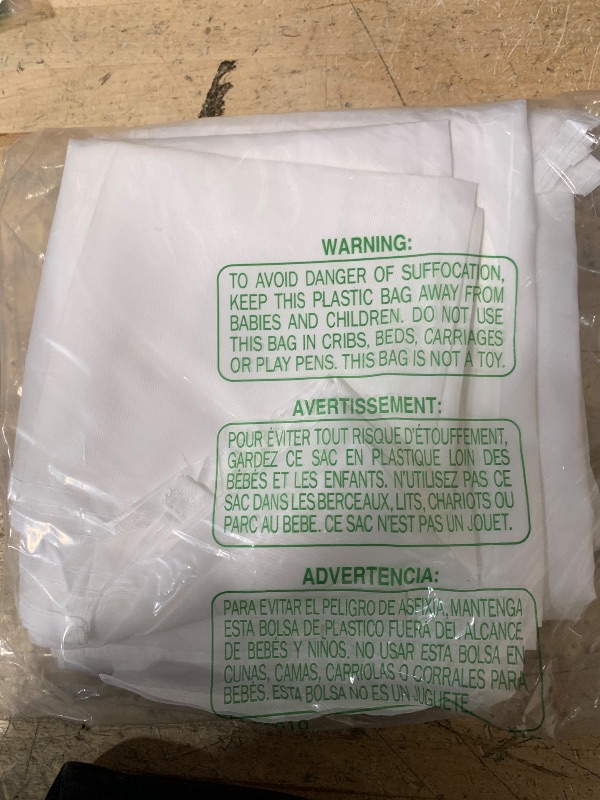 WARNING:
TO AVOID DANGER OF SUFFOCATION,
KEEP THIS PLASTIC BAG AWAY FROM
BABIES AND CHILDREN. DO NOT USE
THIS BAG IN CRIBS, BEDS, CARRIAGES
OR PLAY PENS. THIS BAG IS NOT A TOY.
AVERTISSEMENT:
POUR ÉVITER TOUT RISQUE D'ÉTOUFFEMENT,
GARDEZ CE SAC EN PLASTIQUE LOIN DES
BÉBÉS ET LES ENFANTS. N'UTILISEZ PAS CE
SAC DANS LES BERCEAUX, LITS, CHARIOTS OU
PARC AU BEBE. CE SAC N'EST PAS UN JOUET.
ADVERTENCIA:
PARA EVITAR EL PELIGRO DE ASFIXIA, MANTENGA
ESTA BOLSA DE PLASTICO FUERA DEL ALCANCE
DE BEBÉS Y NIÑOS. NO USAR ESTA BOLSA EN
CUNAS, CAMAS, CARRIOLAS O CORRALES PARA
BEBÉS. ESTA BOLSA NO ES UN JUGUETE